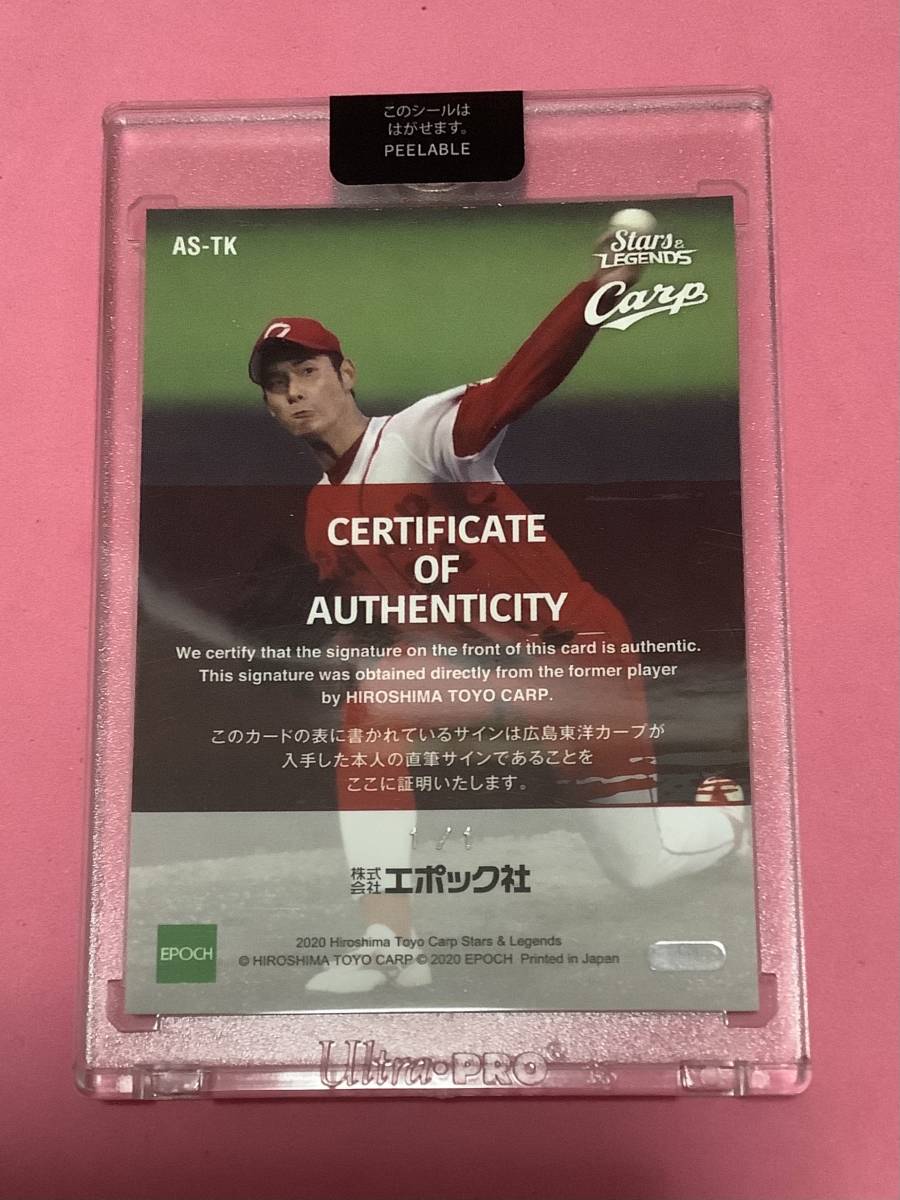 このシールは
はがせます。
PEELABLE
AS-TK
Stars &
LEGENDS
Carp
CERTIFICATE
OF
AUTHENTICITY
We certify that the signature on the front of this card is authentic.
This signature was obtained directly from the former player
by HIROSHIMA TOYO CARP.
このカードの表に書かれているサインは広島東洋カープが
入手した本人の直筆サインであることを
ここに証明いたします。
1/1
株式会社エポック社
EPOCH
2020 Hiroshima Toyo Carp Stars & Legends
© HIROSHIMA TOYO CARP © 2020 EPOCH Printed in Japan
Ultra•PRO®